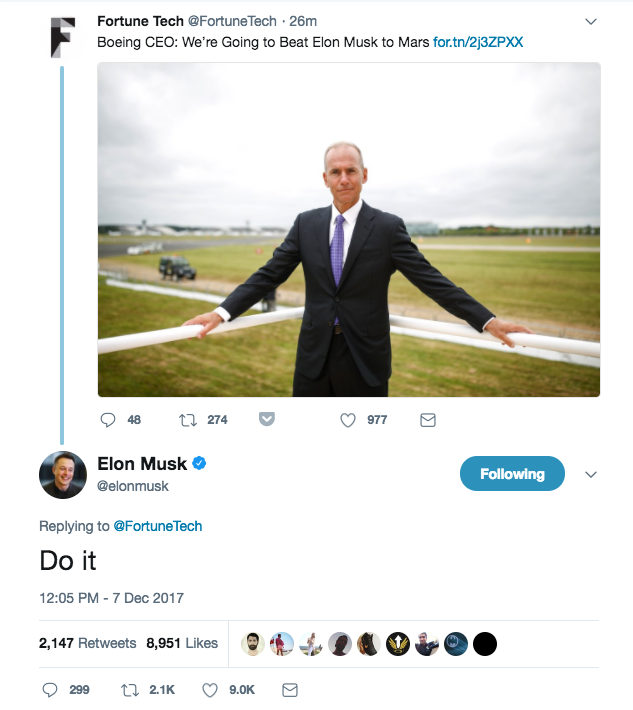 Fortune Tech @FortuneTech · 26m
Boeing CEO: We're Going to Beat Elon Musk to Mars for.tn/2j3ZPXX
48 274 977
Elon Musk
@elonmusk
Following
Replying to @FortuneTech
Do it
12:05 PM - 7 Dec 2017
2,147 Retweets 8,951 Likes
299 2.1K 9.0K